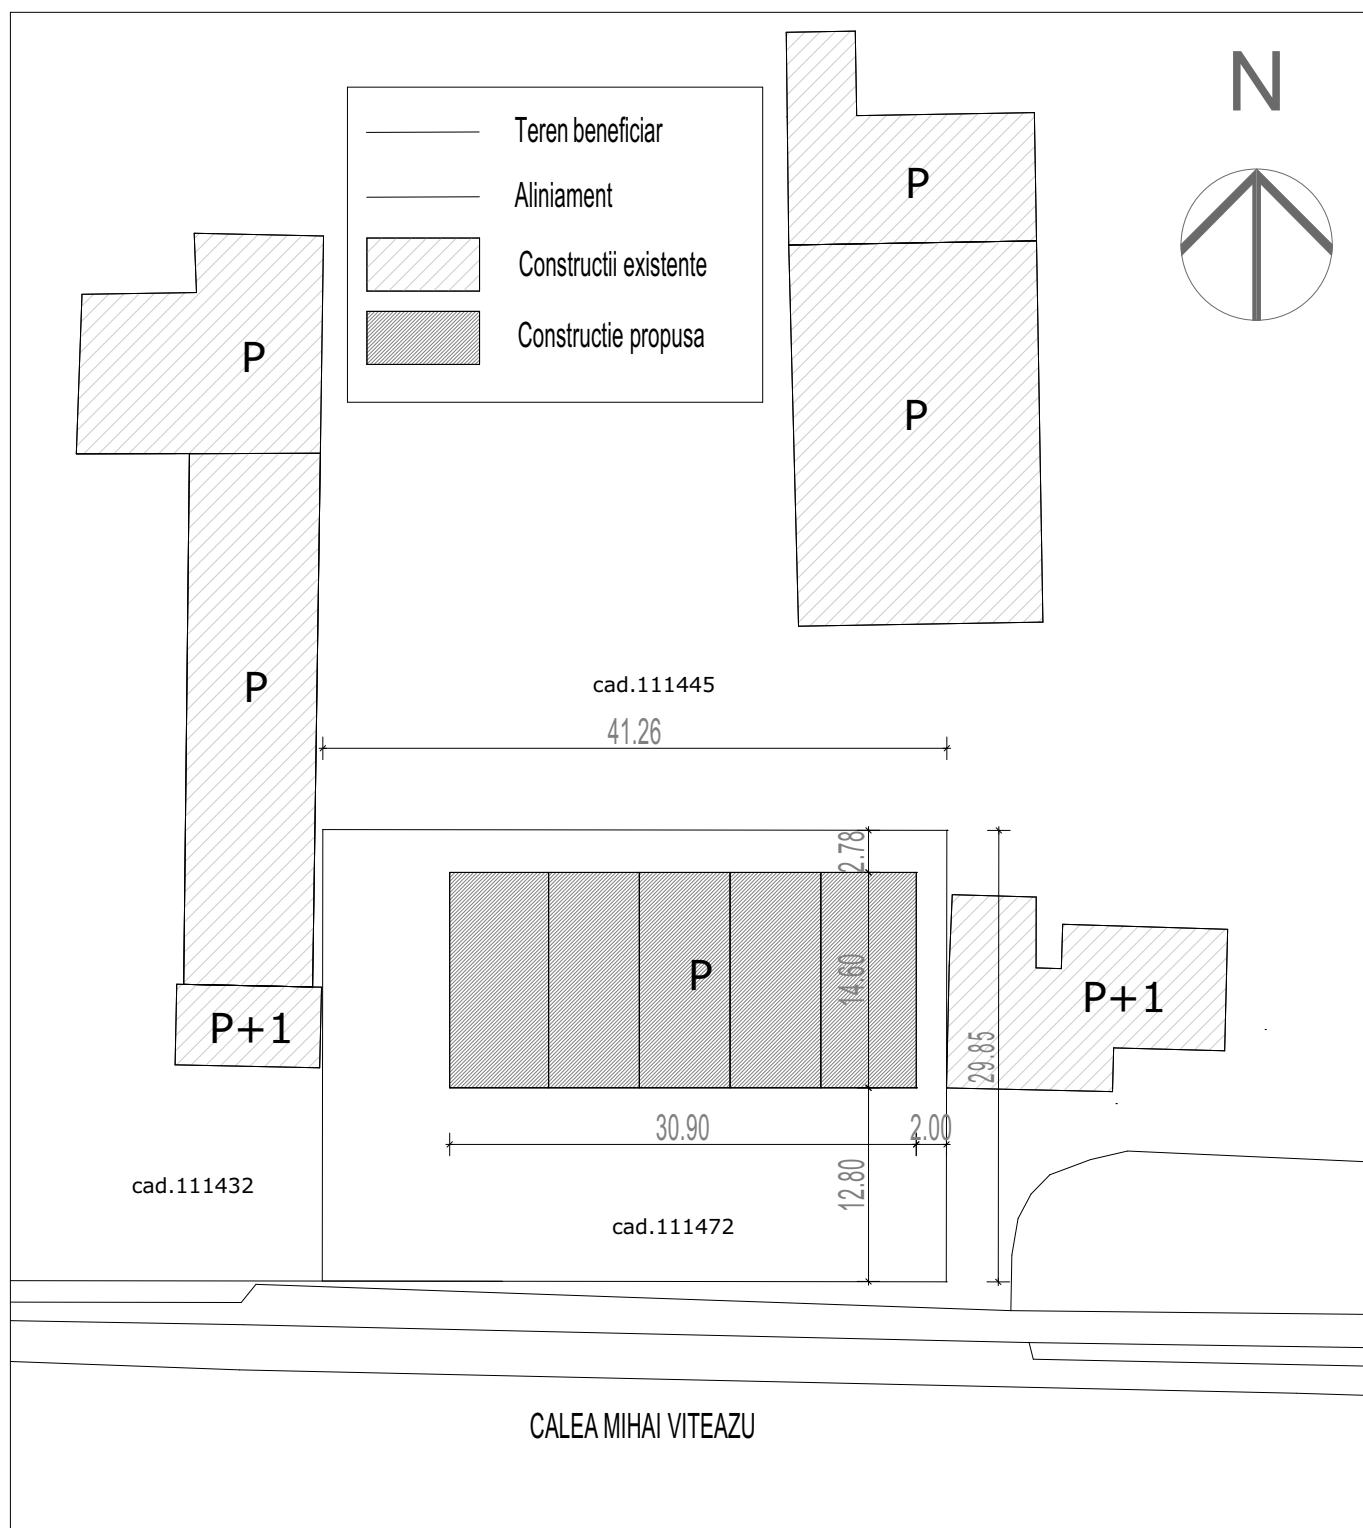 N
Teren beneficiar
Aliniament
Constructii existente
Constructie propusa
P
P
P
P
cad.111445
41.26
2.78
14.60
P
P+1
P+1
29.85
30.90
2.00
12.80
cad.111432
cad.111472
CALEA MIHAI VITEAZU